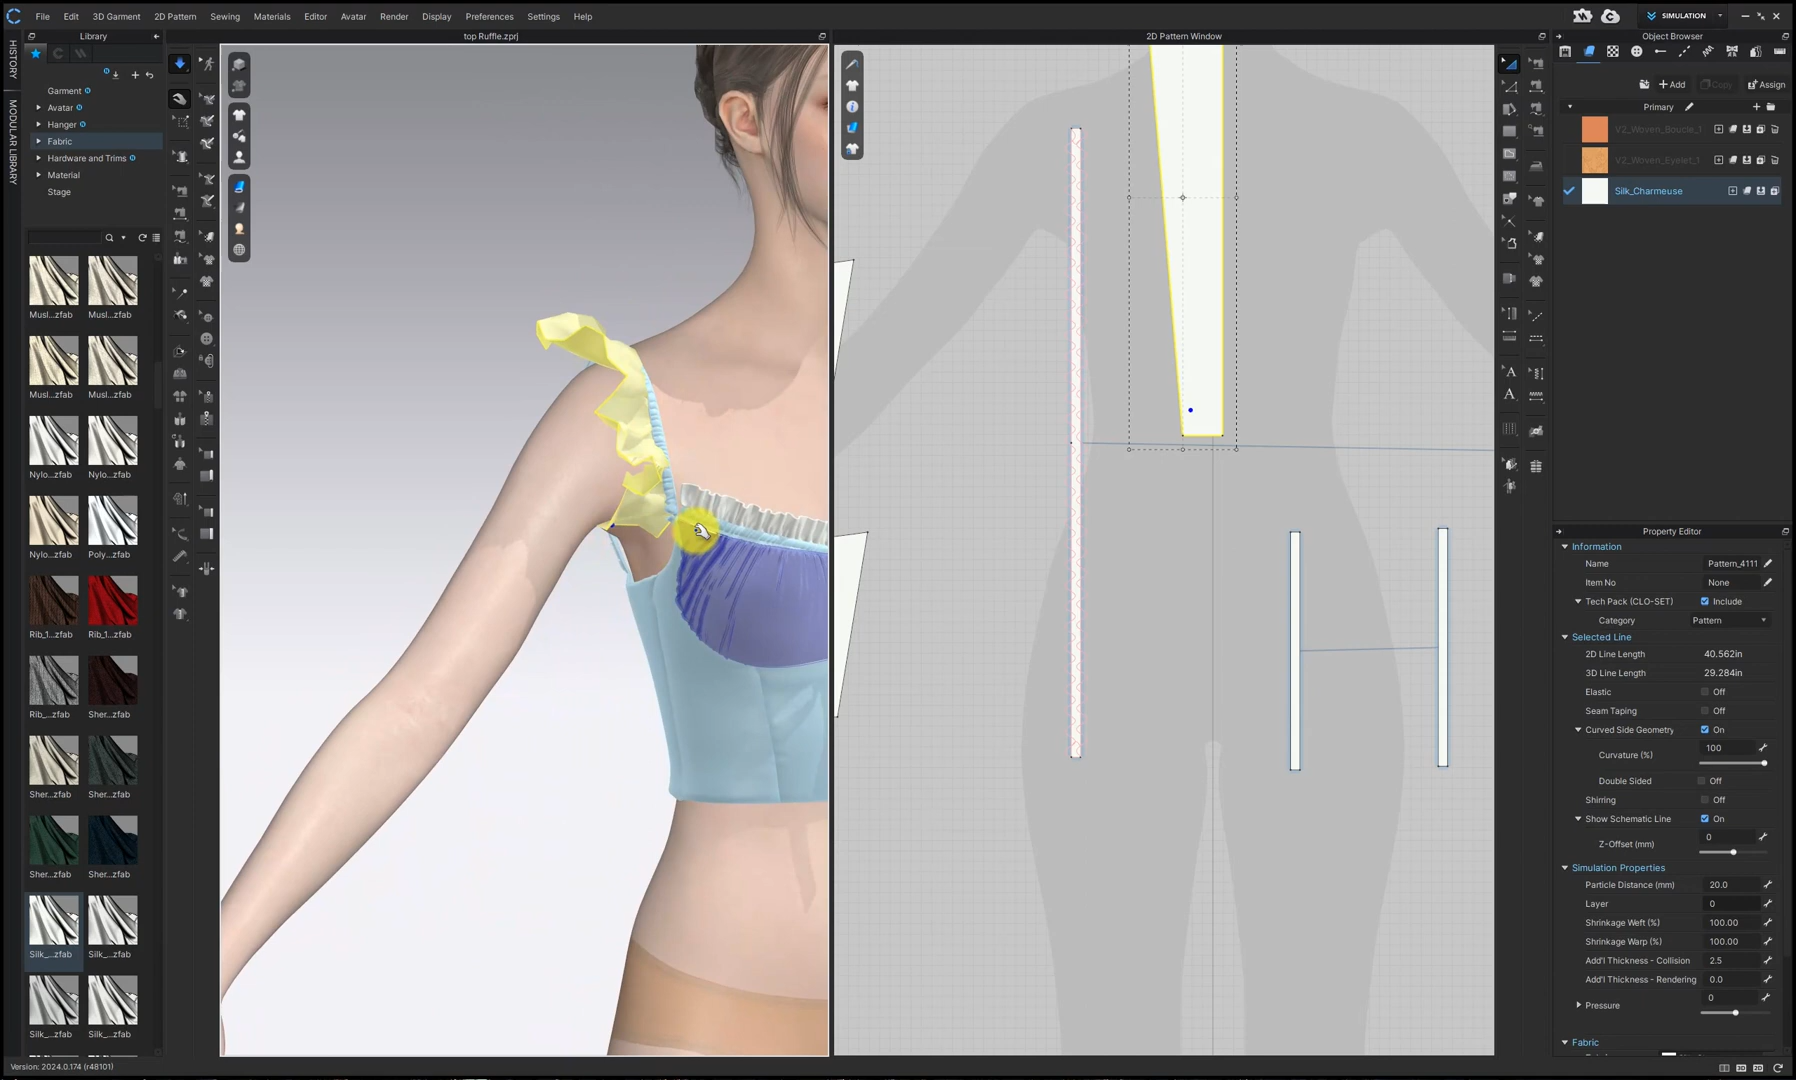 File Edit 3D Garment 2D Pattern Sewing Materials Editor Avatar Render Display Preferences Settings Help
SIMULATION
Library
top Ruffle.zprj
2D Pattern Window
Object Browser
HISTORY
MODULAR LIBRARY
Garment
Avatar
Hanger
Fabric
Hardware and Trims
Material
Stage
Musl...zfab Musl...zfab
Musl...zfab Musl...zfab
Nylo...zfab Nylo...zfab
Nylo...zfab Poly...zfab
Rib_1...zfab Rib_1...zfab
Rib_...zfab Sher...zfab
Sher...zfab Sher...zfab
Sher...zfab Sher...zfab
Silk_...zfab Silk_...zfab
Silk_...zfab Silk_...zfab
Add Copy Assign
Primary
V2_Woven_Boucle_1
V2_Woven_Eyelet_1
Silk_Charmeuse
Property Editor
Information
Name Pattern_4111
Item No None
Tech Pack (CLO-SET) Include
Category Pattern
Selected Line
2D Line Length 40.562in
3D Line Length 29.284in
Elastic Off
Seam Taping Off
Curved Side Geometry On
Curvature (%) 100
Double Sided Off
Shirring Off
Show Schematic Line On
Z-Offset (mm) 0
Simulation Properties
Particle Distance (mm) 20.0
Layer 0
Shrinkage Weft (%) 100.00
Shrinkage Warp (%) 100.00
Add'l Thickness - Collision 2.5
Add'l Thickness - Rendering 0.0
Pressure 0
Fabric
Version: 2024.0.174 (r48101)